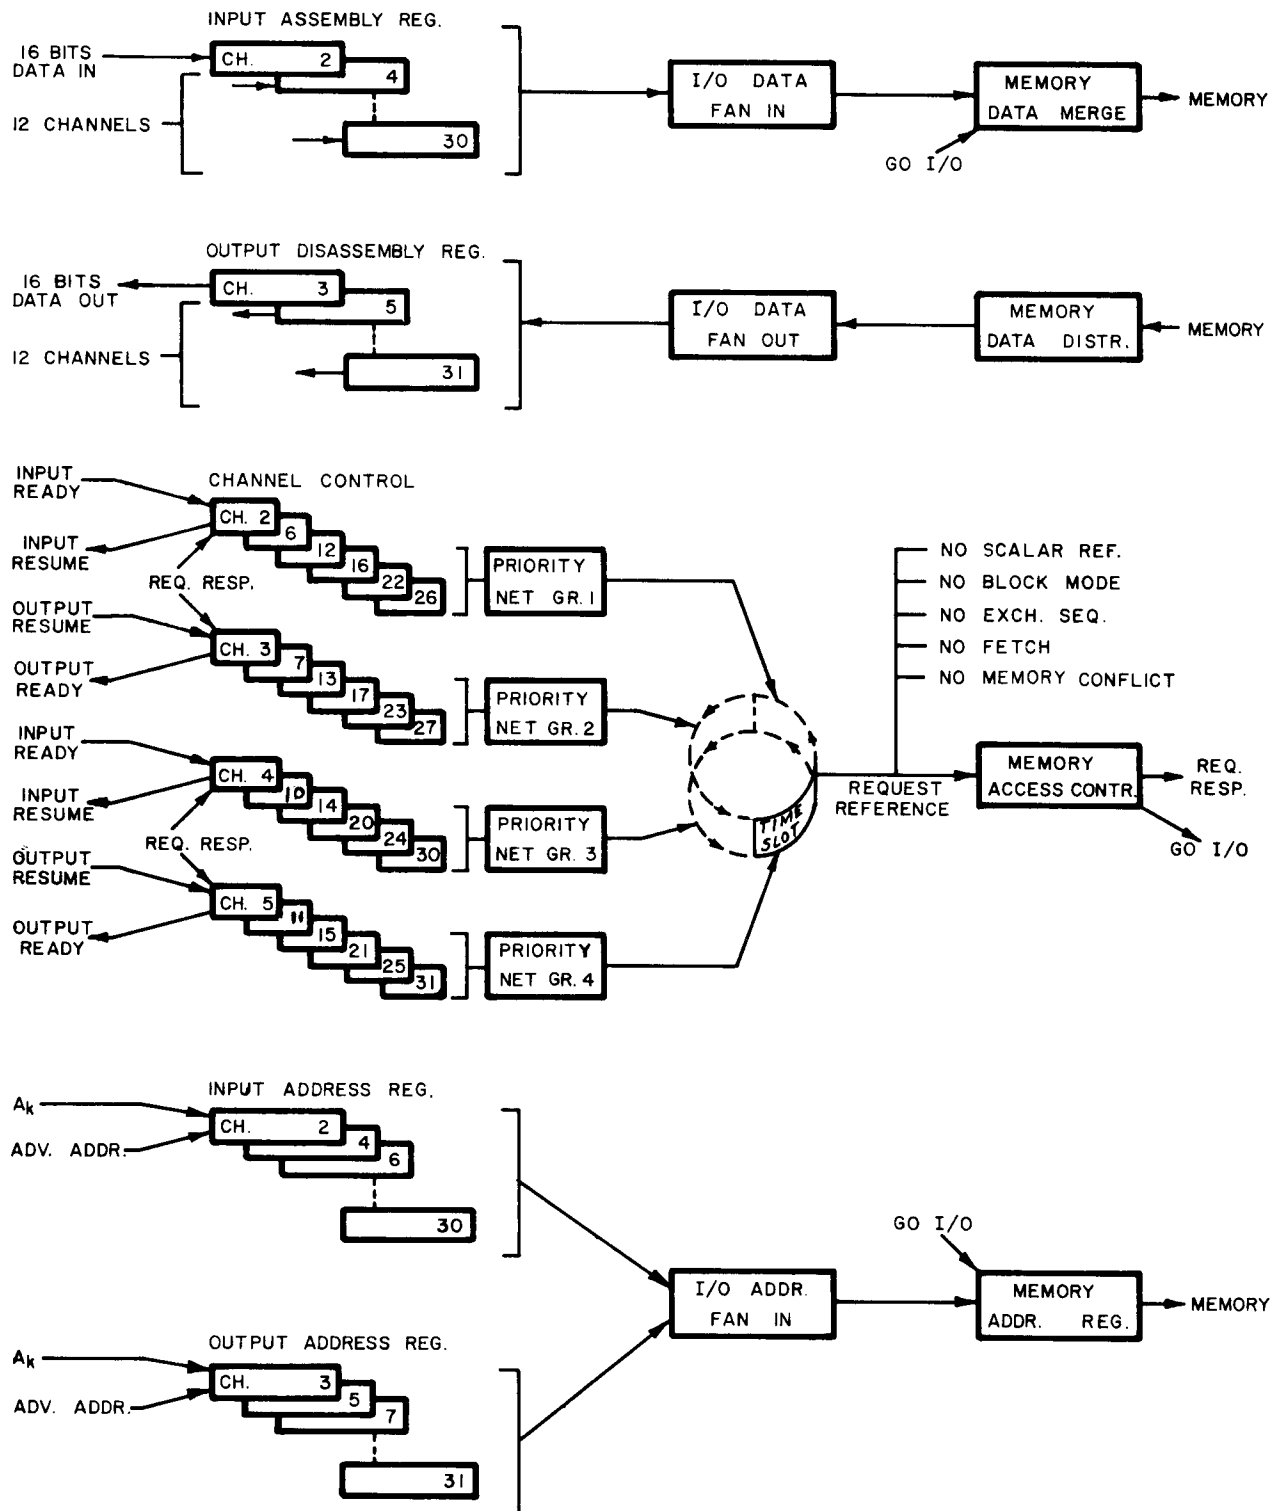 INPUT ASSEMBLY REG.
16 BITS
DATA IN
CH. 2
4
30
12 CHANNELS
I/O DATA
FAN IN
MEMORY
DATA MERGE
MEMORY
GO I/O
OUTPUT DISASSEMBLY REG.
16 BITS
DATA OUT
CH. 3
5
31
12 CHANNELS
I/O DATA
FAN OUT
MEMORY
DATA DISTR.
MEMORY
CHANNEL CONTROL
INPUT
READY
INPUT
RESUME
CH. 2
6
12
16
22
26
PRIORITY
NET GR. 1
REQ. RESP.
OUTPUT
RESUME
OUTPUT
READY
CH. 3
7
13
17
23
27
PRIORITY
NET GR. 2
INPUT
READY
INPUT
RESUME
CH. 4
10
14
20
24
30
PRIORITY
NET GR. 3
REQ. RESP.
OUTPUT
RESUME
OUTPUT
READY
CH. 5
11
15
21
25
31
PRIORITY
NET GR. 4
TIME
SLOT
NO SCALAR REF.
NO BLOCK MODE
NO EXCH. SEQ.
NO FETCH
NO MEMORY CONFLICT
REQUEST
REFERENCE
MEMORY
ACCESS CONTR.
REQ.
RESP.
GO I/O
INPUT ADDRESS REG.
Ak
ADV. ADDR.
CH. 2
4
6
30
OUTPUT ADDRESS REG.
Ak
ADV. ADDR.
CH. 3
5
7
31
I/O ADDR.
FAN IN
GO I/O
MEMORY
ADDR. REG.
MEMORY